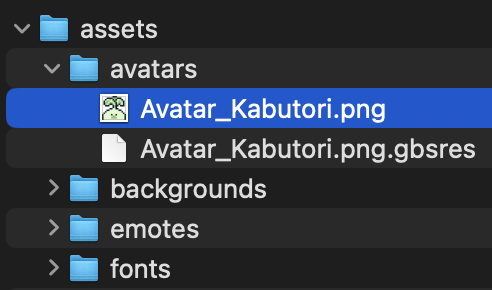 assets
avatars
Avatar_Kabutori.png
Avatar_Kabutori.png.gbsres
backgrounds
emotes
fonts